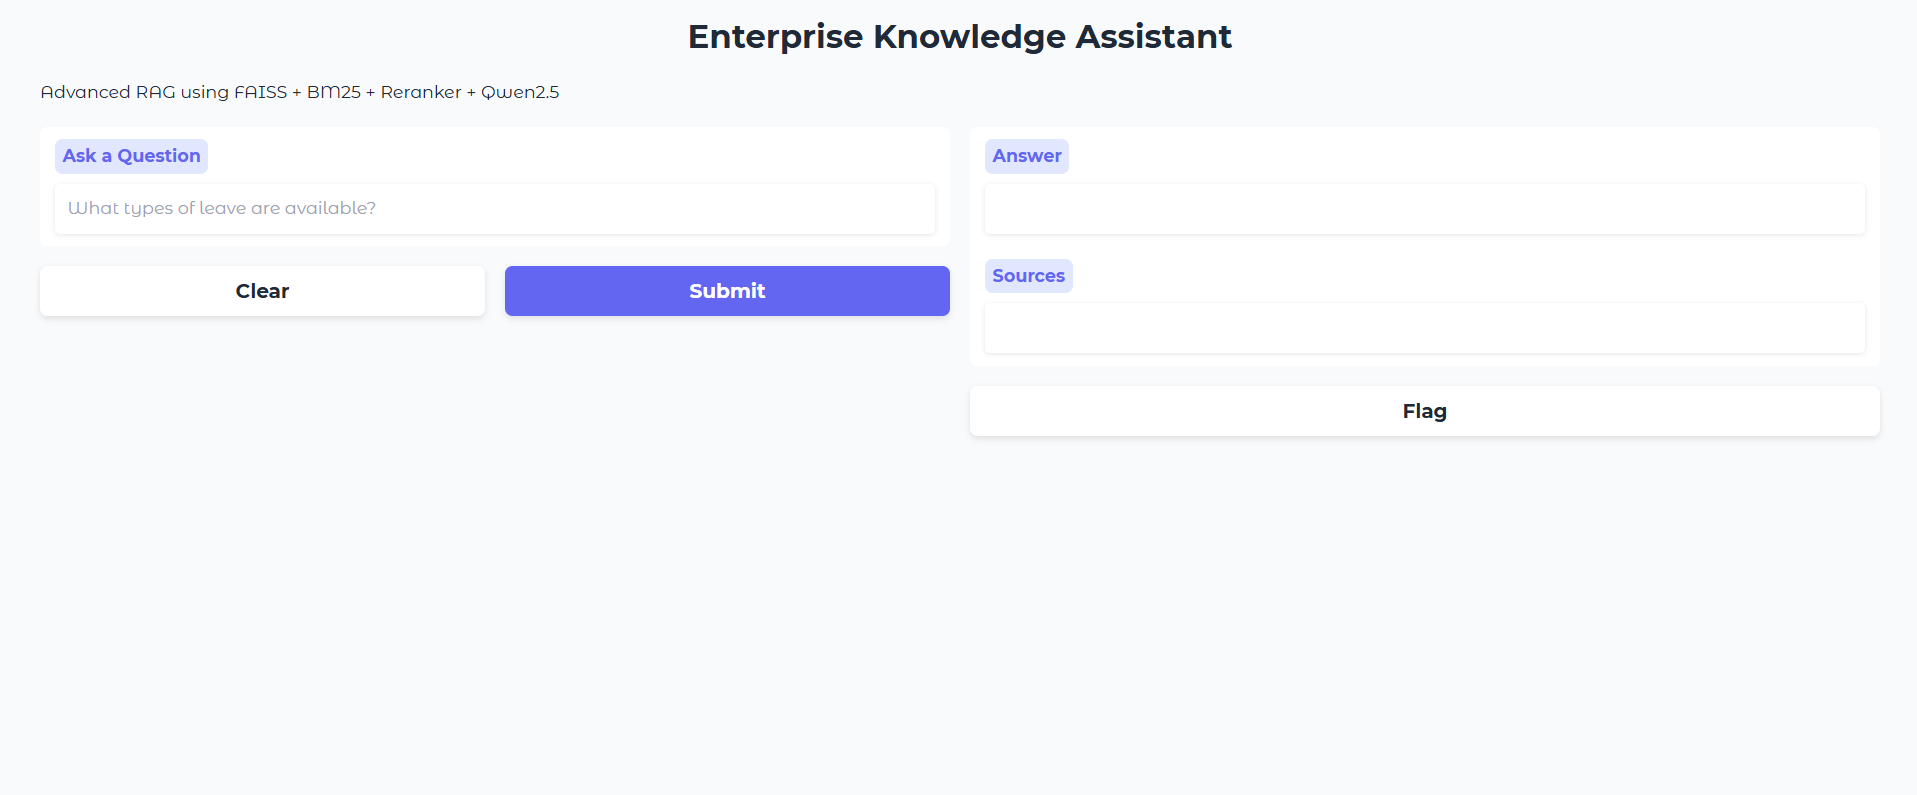 Enterprise Knowledge Assistant
Advanced RAG using FAISS + BM25 + Reranker + Qwen2.5
Ask a Question
What types of leave are available?
Clear
Submit
Answer
Sources
Flag